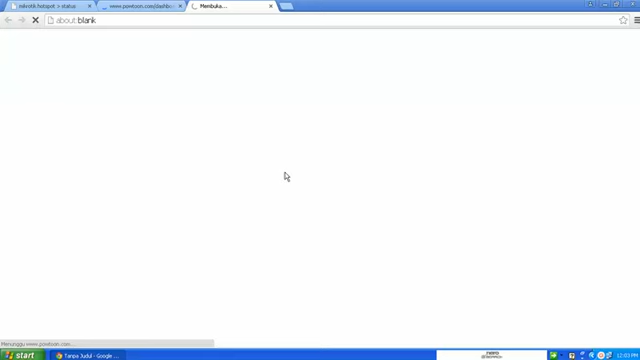 mikrotik hotspot > status
www.powtoon.com/dashbo
Membuka...
about:blank
Menunggu www.powtoon.com...
start
Tanpa Judul - Google ...
nero
12:03 PM